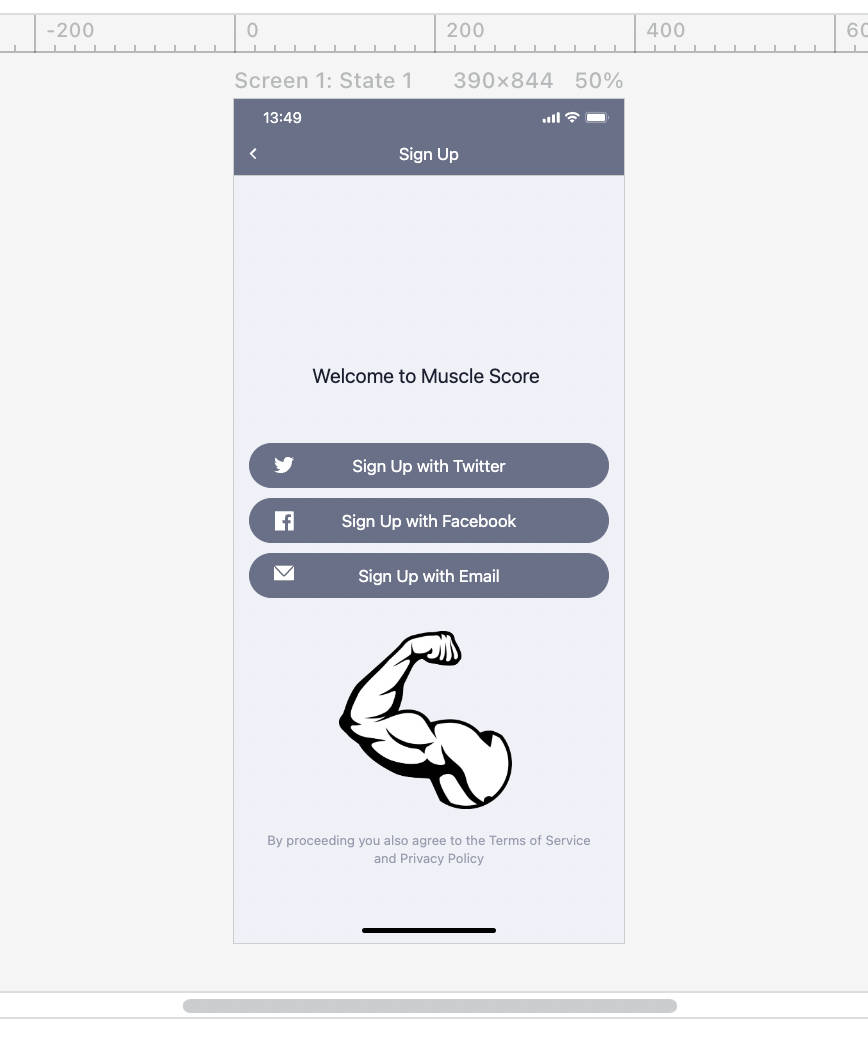 -200
0
200
400
60
Screen 1: State 1 390×844 50%
13:49
Sign Up
Welcome to Muscle Score
Sign Up with Twitter
Sign Up with Facebook
Sign Up with Email
By proceeding you also agree to the Terms of Service
and Privacy Policy